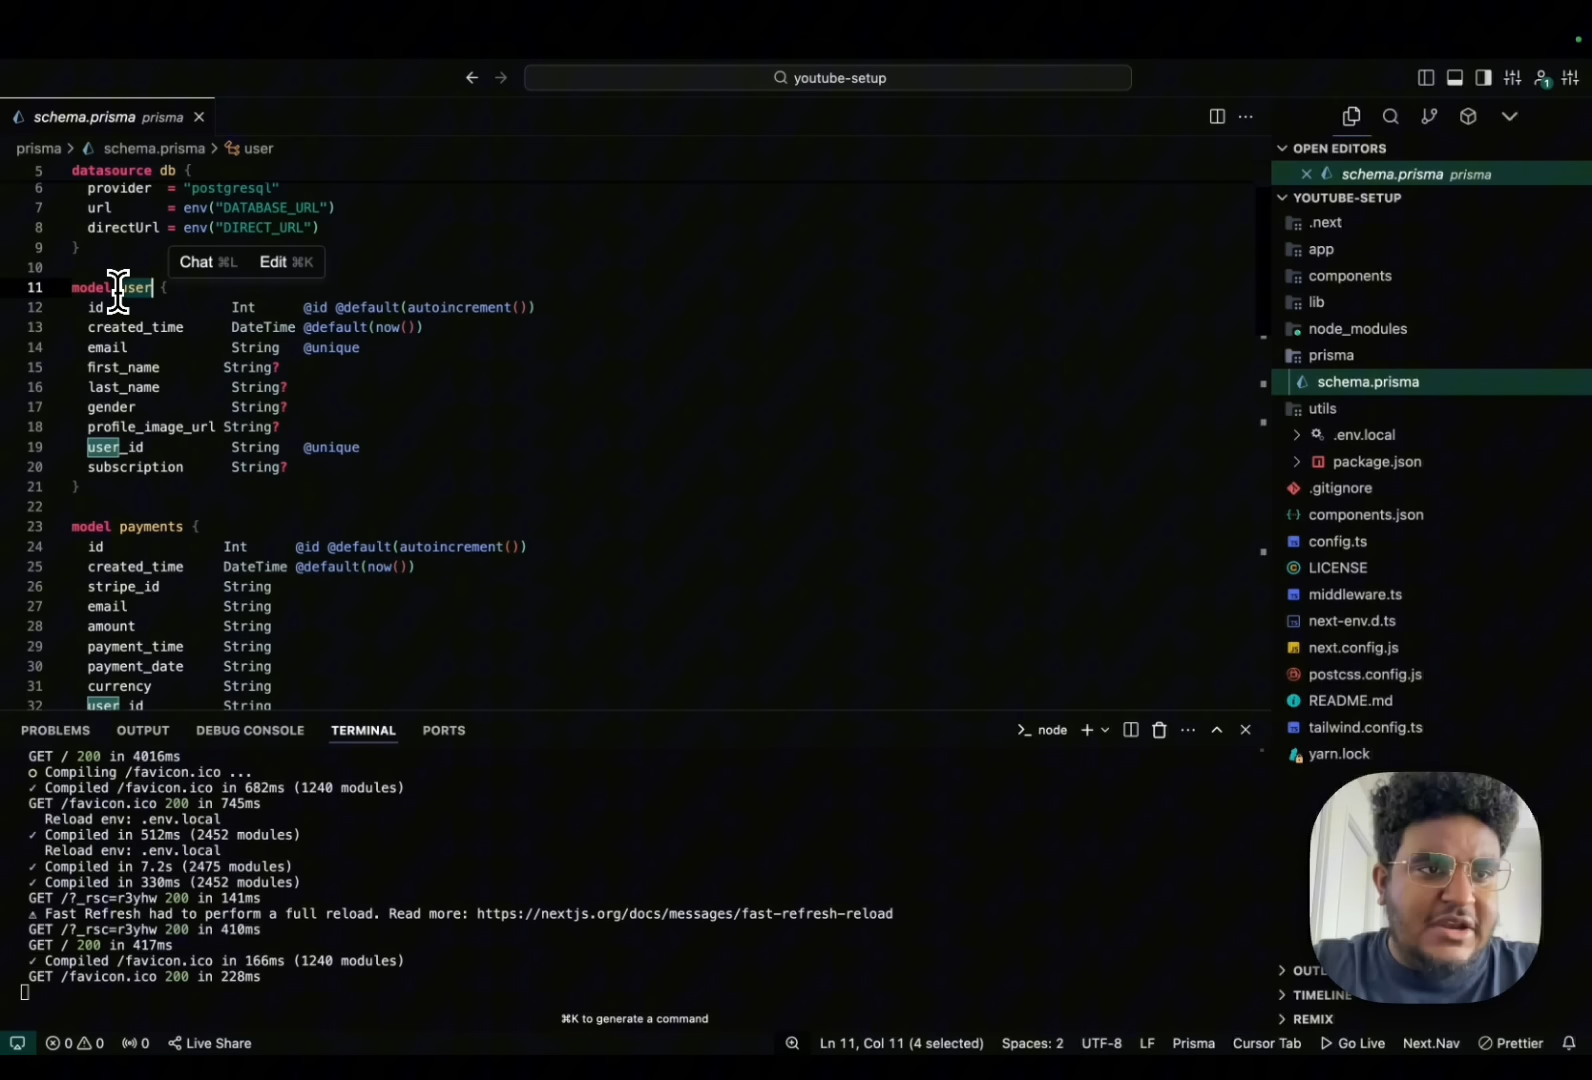 youtube-setup
1
schema.prisma prisma
prisma > schema.prisma > user
5 datasource db {
6 provider = "postgresql"
7 url = env("DATABASE_URL")
8 directUrl = env("DIRECT_URL")
9 }
Chat ⌘L Edit ⌘K
10
11 model user {
12 id Int @id @default(autoincrement())
13 created_time DateTime @default(now())
14 email String @unique
15 first_name String?
16 last_name String?
17 gender String?
18 profile_image_url String?
19 user_id String @unique
20 subscription String?
21 }
22
23 model payments {
24 id Int @id @default(autoincrement())
25 created_time DateTime @default(now())
26 stripe_id String
27 email String
28 amount String
29 payment_time String
30 payment_date String
31 currency String
32 user_id String
PROBLEMS OUTPUT DEBUG CONSOLE TERMINAL PORTS
node
GET / 200 in 4016ms
○ Compiling /favicon.ico ...
✓ Compiled /favicon.ico in 682ms (1240 modules)
GET /favicon.ico 200 in 745ms
Reload env: .env.local
✓ Compiled in 512ms (2452 modules)
Reload env: .env.local
✓ Compiled in 7.2s (2475 modules)
✓ Compiled in 330ms (2452 modules)
GET /?_rsc=r3yhw 200 in 141ms
⚠ Fast Refresh had to perform a full reload. Read more: https://nextjs.org/docs/messages/fast-refresh-reload
GET /?_rsc=r3yhw 200 in 410ms
GET / 200 in 417ms
✓ Compiled /favicon.ico in 166ms (1240 modules)
GET /favicon.ico 200 in 228ms
⌘K to generate a command
OPEN EDITORS
schema.prisma prisma
YOUTUBE-SETUP
.next
app
components
lib
node_modules
prisma
schema.prisma
utils
.env.local
package.json
.gitignore
components.json
config.ts
LICENSE
middleware.ts
next-env.d.ts
next.config.js
postcss.config.js
README.md
tailwind.config.ts
yarn.lock
TIMELINE
REMIX
0 0 0 Live Share
Ln 11, Col 11 (4 selected) Spaces: 2 UTF-8 LF Prisma Cursor Tab Go Live Next.Nav Prettier